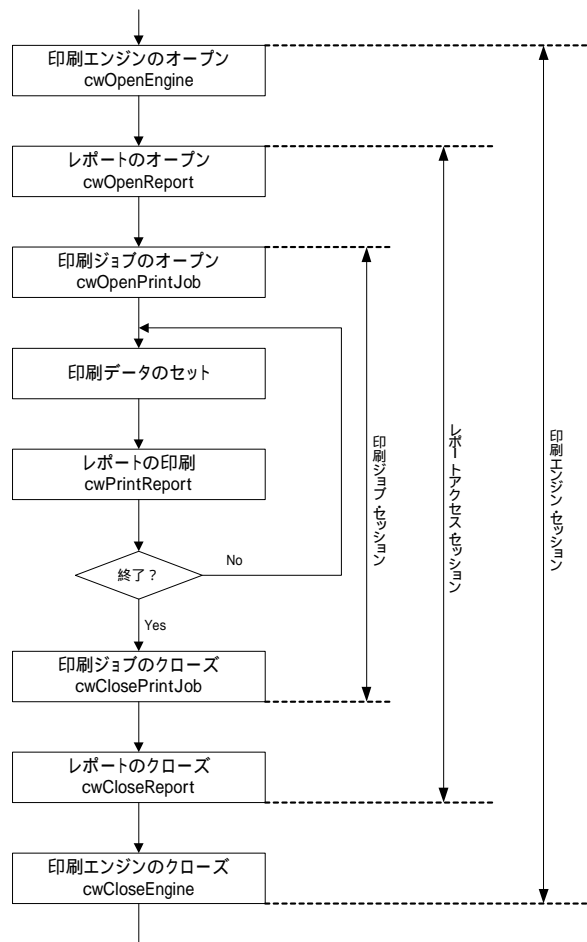 印刷エンジンのオープン
cwOpenEngine
レポートのオープン
cwOpenReport
印刷ジョブのオープン
cwOpenPrintJob
印刷データのセット
レポートの印刷
cwPrintReport
終了？
No
Yes
印刷ジョブのクローズ
cwClosePrintJob
レポートのクローズ
cwCloseReport
印刷エンジンのクローズ
cwCloseEngine
印刷ジョブ・セッション
レポートアクセス・セッション
印刷エンジン・セッション